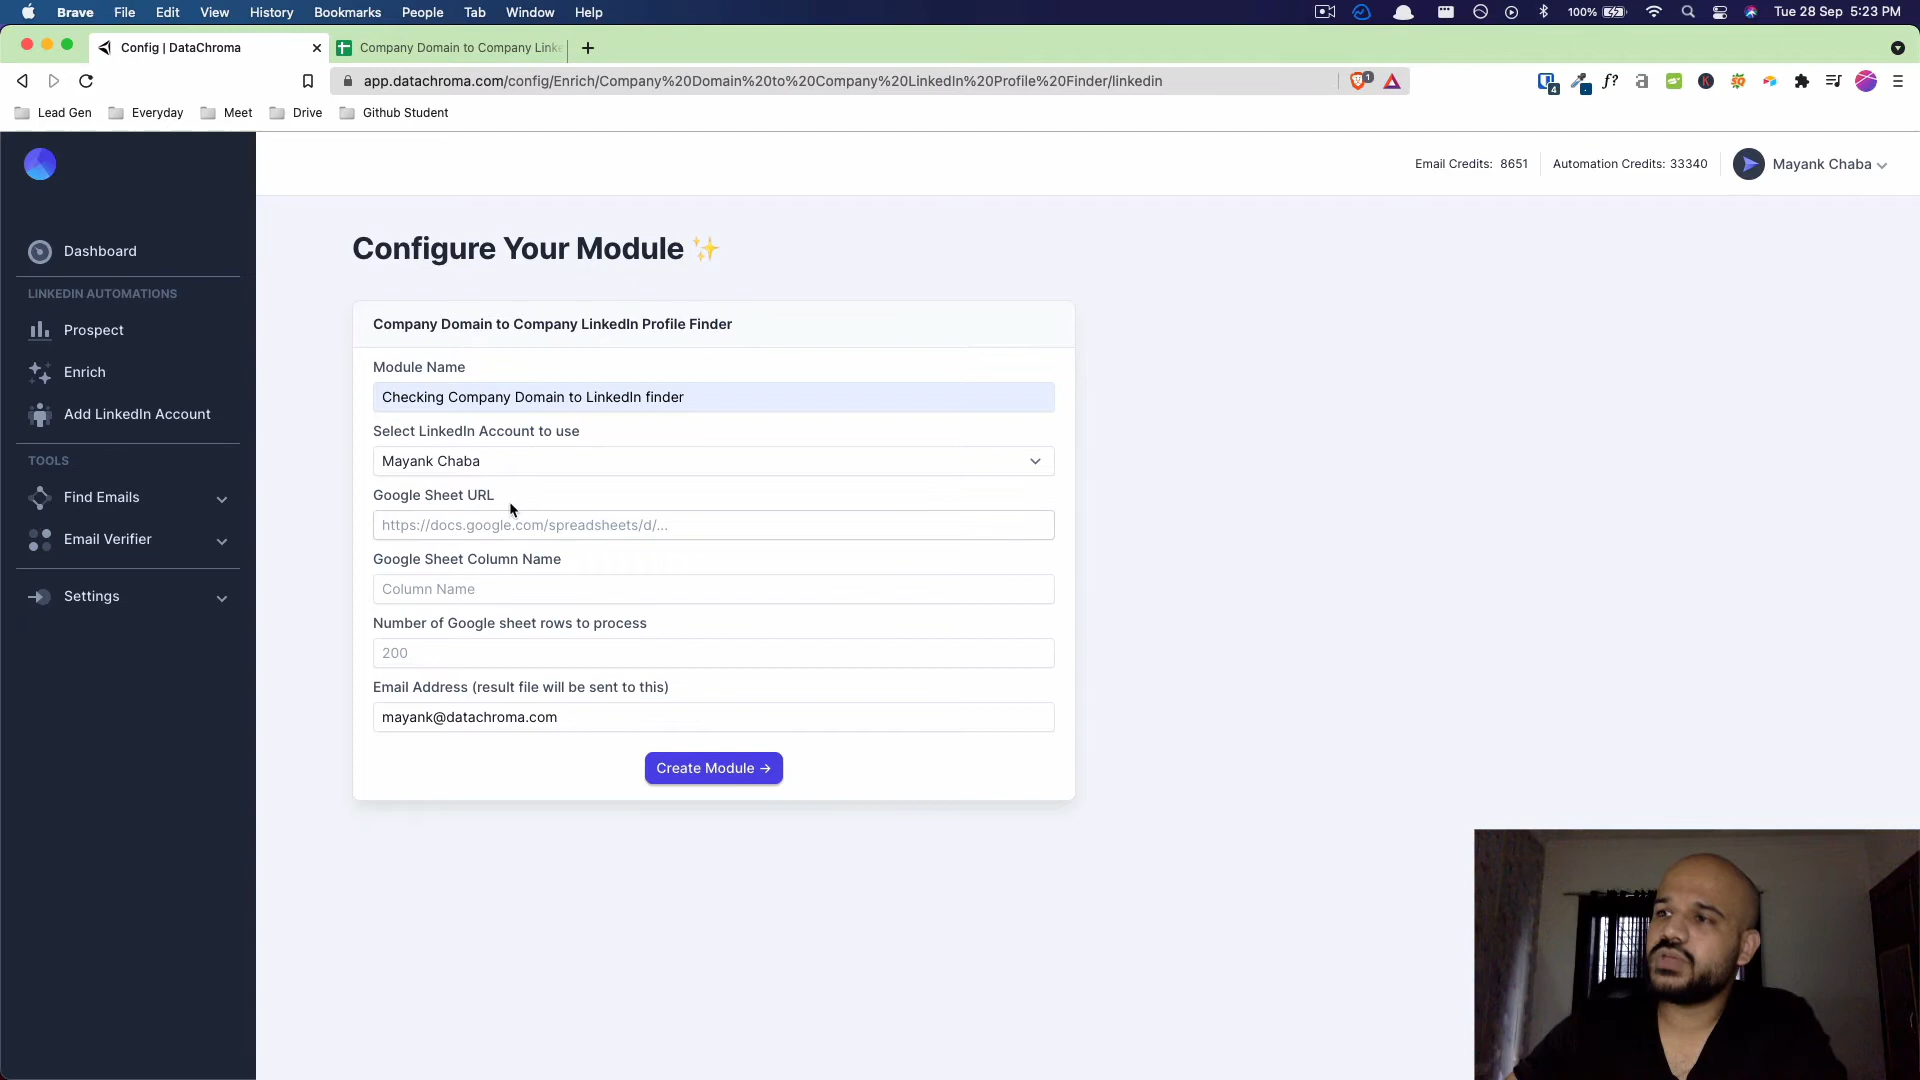 Brave File Edit View History Bookmarks People Tab Window Help 100% Tue 28 Sep 5:23 PM
Config | DataChroma Company Domain to Company Linke
app.datachroma.com/config/Enrich/Company%20Domain%20to%20Company%20LinkedIn%20Profile%20Finder/linkedin
Lead Gen Everyday Meet Drive Github Student
Email Credits: 8651 Automation Credits: 33340 Mayank Chaba
Dashboard
LINKEDIN AUTOMATIONS
Prospect
Enrich
Add LinkedIn Account
TOOLS
Find Emails
Email Verifier
Settings
Configure Your Module ✨
Company Domain to Company LinkedIn Profile Finder
Module Name
Checking Company Domain to LinkedIn finder
Select LinkedIn Account to use
Mayank Chaba
Google Sheet URL
https://docs.google.com/spreadsheets/d/...
Google Sheet Column Name
Column Name
Number of Google sheet rows to process
200
Email Address (result file will be sent to this)
mayank@datachroma.com
Create Module →